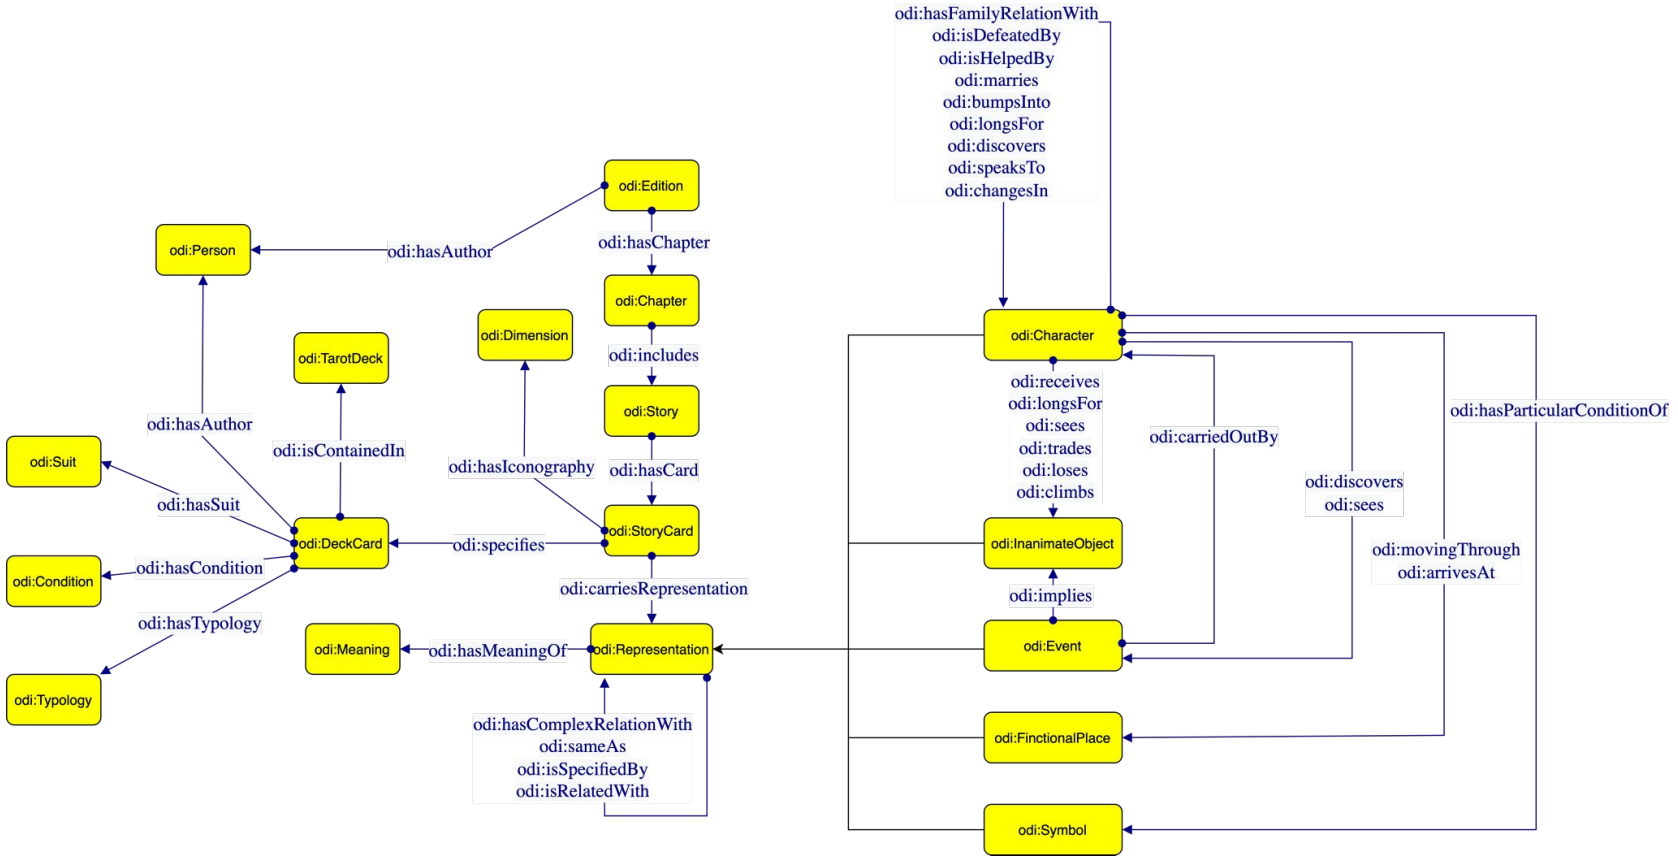 odi:hasFamilyRelationWith
odi:isDefeatedBy
odi:isHelpedBy
odi:marries
odi:bumpsInto
odi:longsFor
odi:discovers
odi:speaksTo
odi:changesIn
odi:Edition
odi:Person
odi:hasAuthor
odi:hasChapter
odi:Chapter
odi:Dimension
odi:TarotDeck
odi:includes
odi:Story
odi:hasAuthor
odi:isContainedIn
odi:hasIconography
odi:hasCard
odi:Suit
odi:hasSuit
odi:DeckCard
odi:specifies
odi:StoryCard
odi:Condition
odi:hasCondition
odi:carriesRepresentation
odi:hasTypology
odi:Meaning
odi:hasMeaningOf
odi:Representation
odi:Typology
odi:hasComplexRelationWith
odi:sameAs
odi:isSpecifiedBy
odi:isRelatedWith
odi:Character
odi:receives
odi:longsFor
odi:sees
odi:trades
odi:loses
odi:climbs
odi:carriedOutBy
odi:hasParticularConditionOf
odi:discovers
odi:sees
odi:InanimateObject
odi:movingThrough
odi:arrivesAt
odi:implies
odi:Event
odi:FinctionalPlace
odi:Symbol